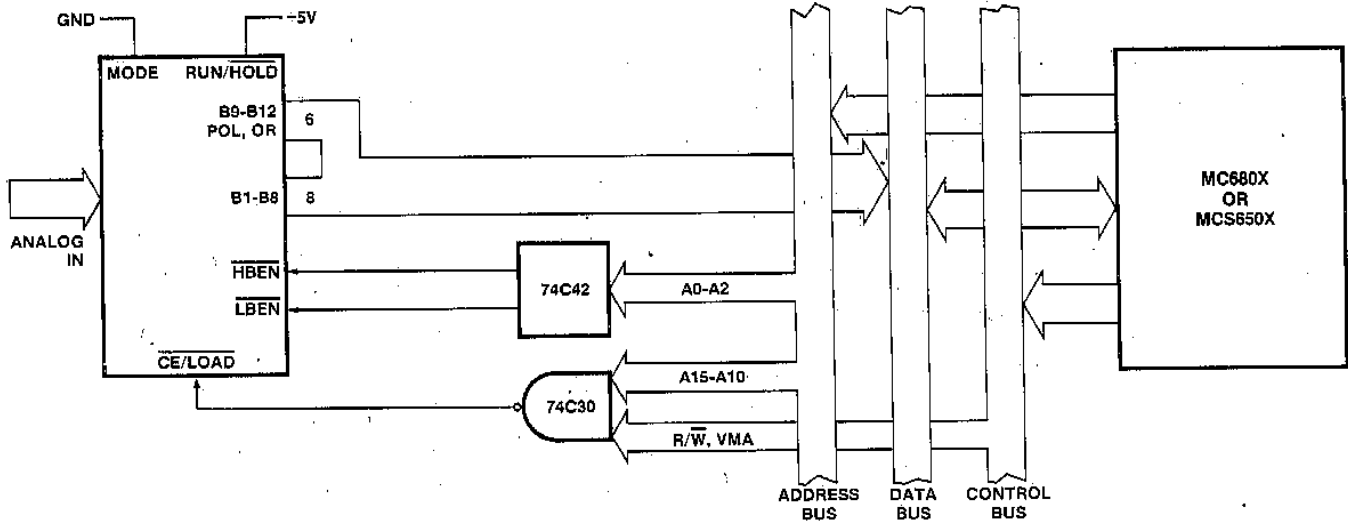 GND
-5V
MODE RUN/HOLD
B9-B12
POL, OR
6
B1-B8
8
ANALOG
IN
HBEN
LBEN
CE/LOAD
74C42
A0-A2
A15-A10
74C30
R/W, VMA
MC680X
OR
MCS650X
ADDRESS
BUS
DATA
BUS
CONTROL
BUS